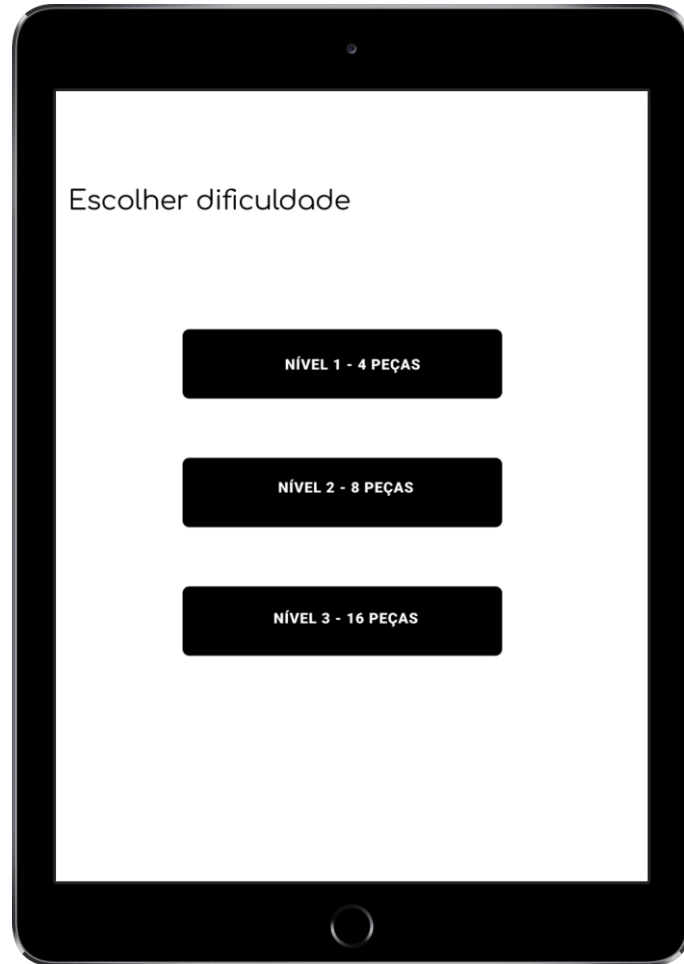 Escolher dificuldade
NÍVEL 1 - 4 PEÇAS
NÍVEL 2 - 8 PEÇAS
NÍVEL 3 - 16 PEÇAS